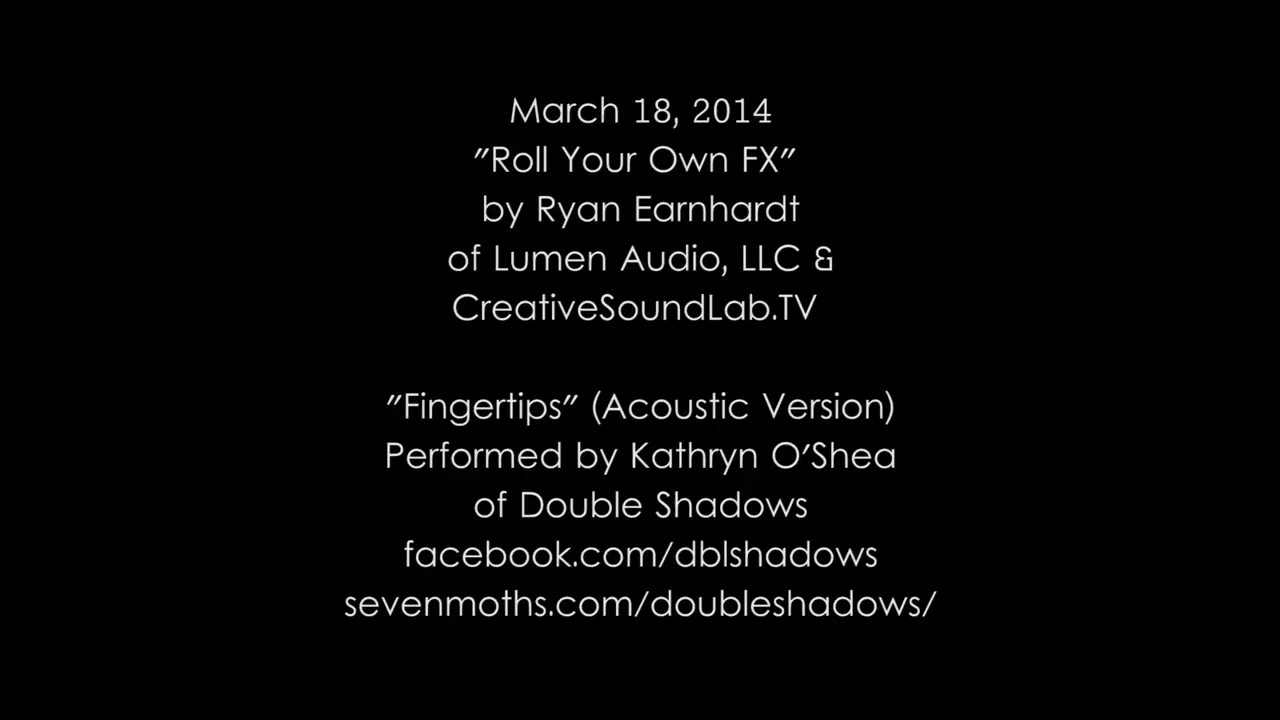 March 18, 2014
"Roll Your Own FX"
by Ryan Earnhardt
of Lumen Audio, LLC &
CreativeSoundLab.TV
"Fingertips" (Acoustic Version)
Performed by Kathryn O'Shea
of Double Shadows
facebook.com/dblshadows
sevenmoths.com/doubleshadows/